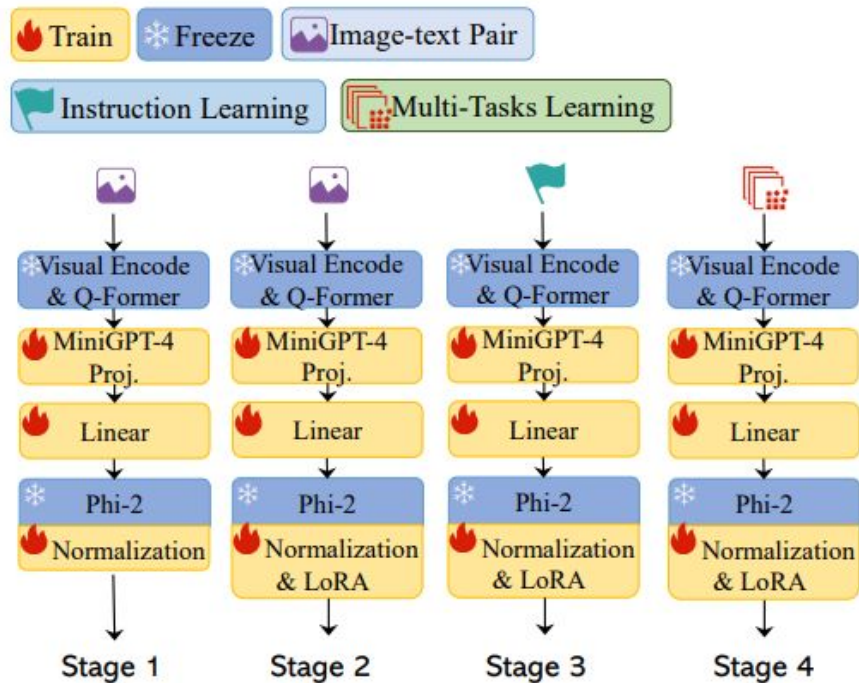 Train
Freeze
Image-text Pair
Instruction Learning
Multi-Tasks Learning
Visual Encode
& Q-Former
MiniGPT-4
Proj.
Linear
Phi-2
Normalization
Stage 1
Visual Encode
& Q-Former
MiniGPT-4
Proj.
Linear
Phi-2
Normalization
& LoRA
Stage 2
Visual Encode
& Q-Former
MiniGPT-4
Proj.
Linear
Phi-2
Normalization
& LoRA
Stage 3
Visual Encode
& Q-Former
MiniGPT-4
Proj.
Linear
Phi-2
Normalization
& LoRA
Stage 4